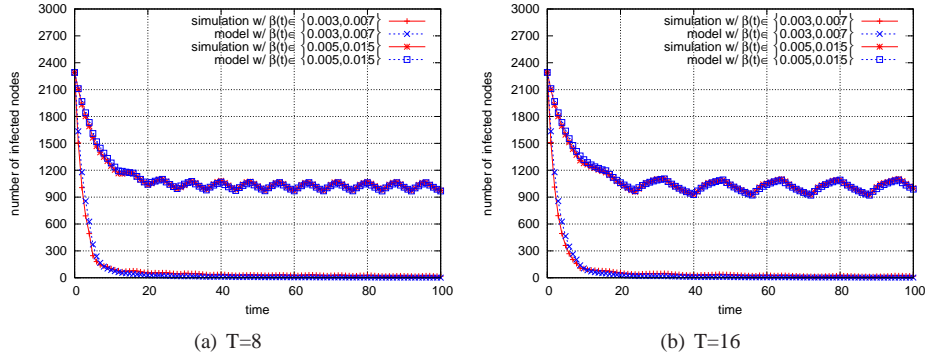 3000
2700
2400
2100
1800
1500
1200
900
600
300
0
number of infected nodes
simulation w/ β(t)∈ {0.003,0.007}
model w/ β(t)∈ {0.003,0.007}
simulation w/ β(t)∈ {0.005,0.015}
model w/ β(t)∈ {0.005,0.015}
0 20 40 60 80 100
time
(a) T=8
3000
2700
2400
2100
1800
1500
1200
900
600
300
0
number of infected nodes
simulation w/ β(t)∈ {0.003,0.007}
model w/ β(t)∈ {0.003,0.007}
simulation w/ β(t)∈ {0.005,0.015}
model w/ β(t)∈ {0.005,0.015}
0 20 40 60 80 100
time
(b) T=16